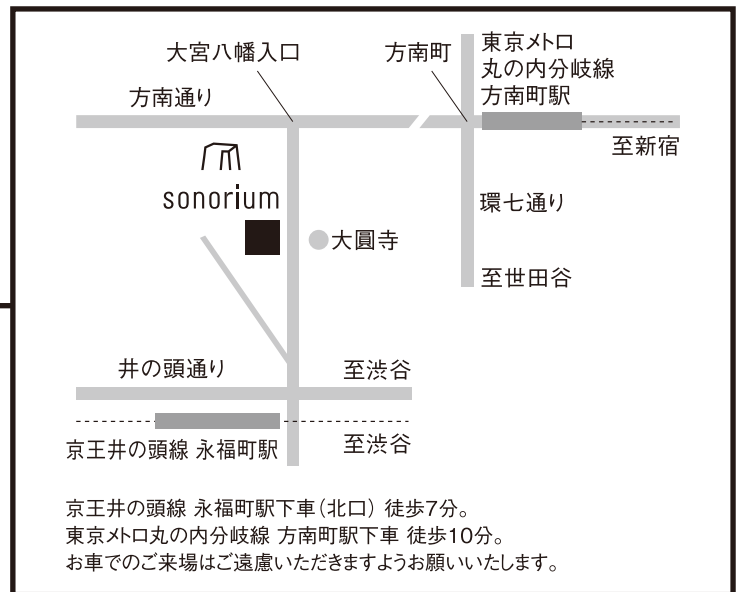 大宮八幡入口
方南町
東京メトロ
丸の内分岐線
方南町駅
方南通り
至新宿
sonorium
環七通り
大圓寺
至世田谷
井の頭通り
至渋谷
京王井の頭線 永福町駅
至渋谷
京王井の頭線 永福町駅下車(北口) 徒歩7分。
東京メトロ丸の内分岐線 方南町駅下車 徒歩10分。
お車でのご来場はご遠慮いただきますようお願いいたします。